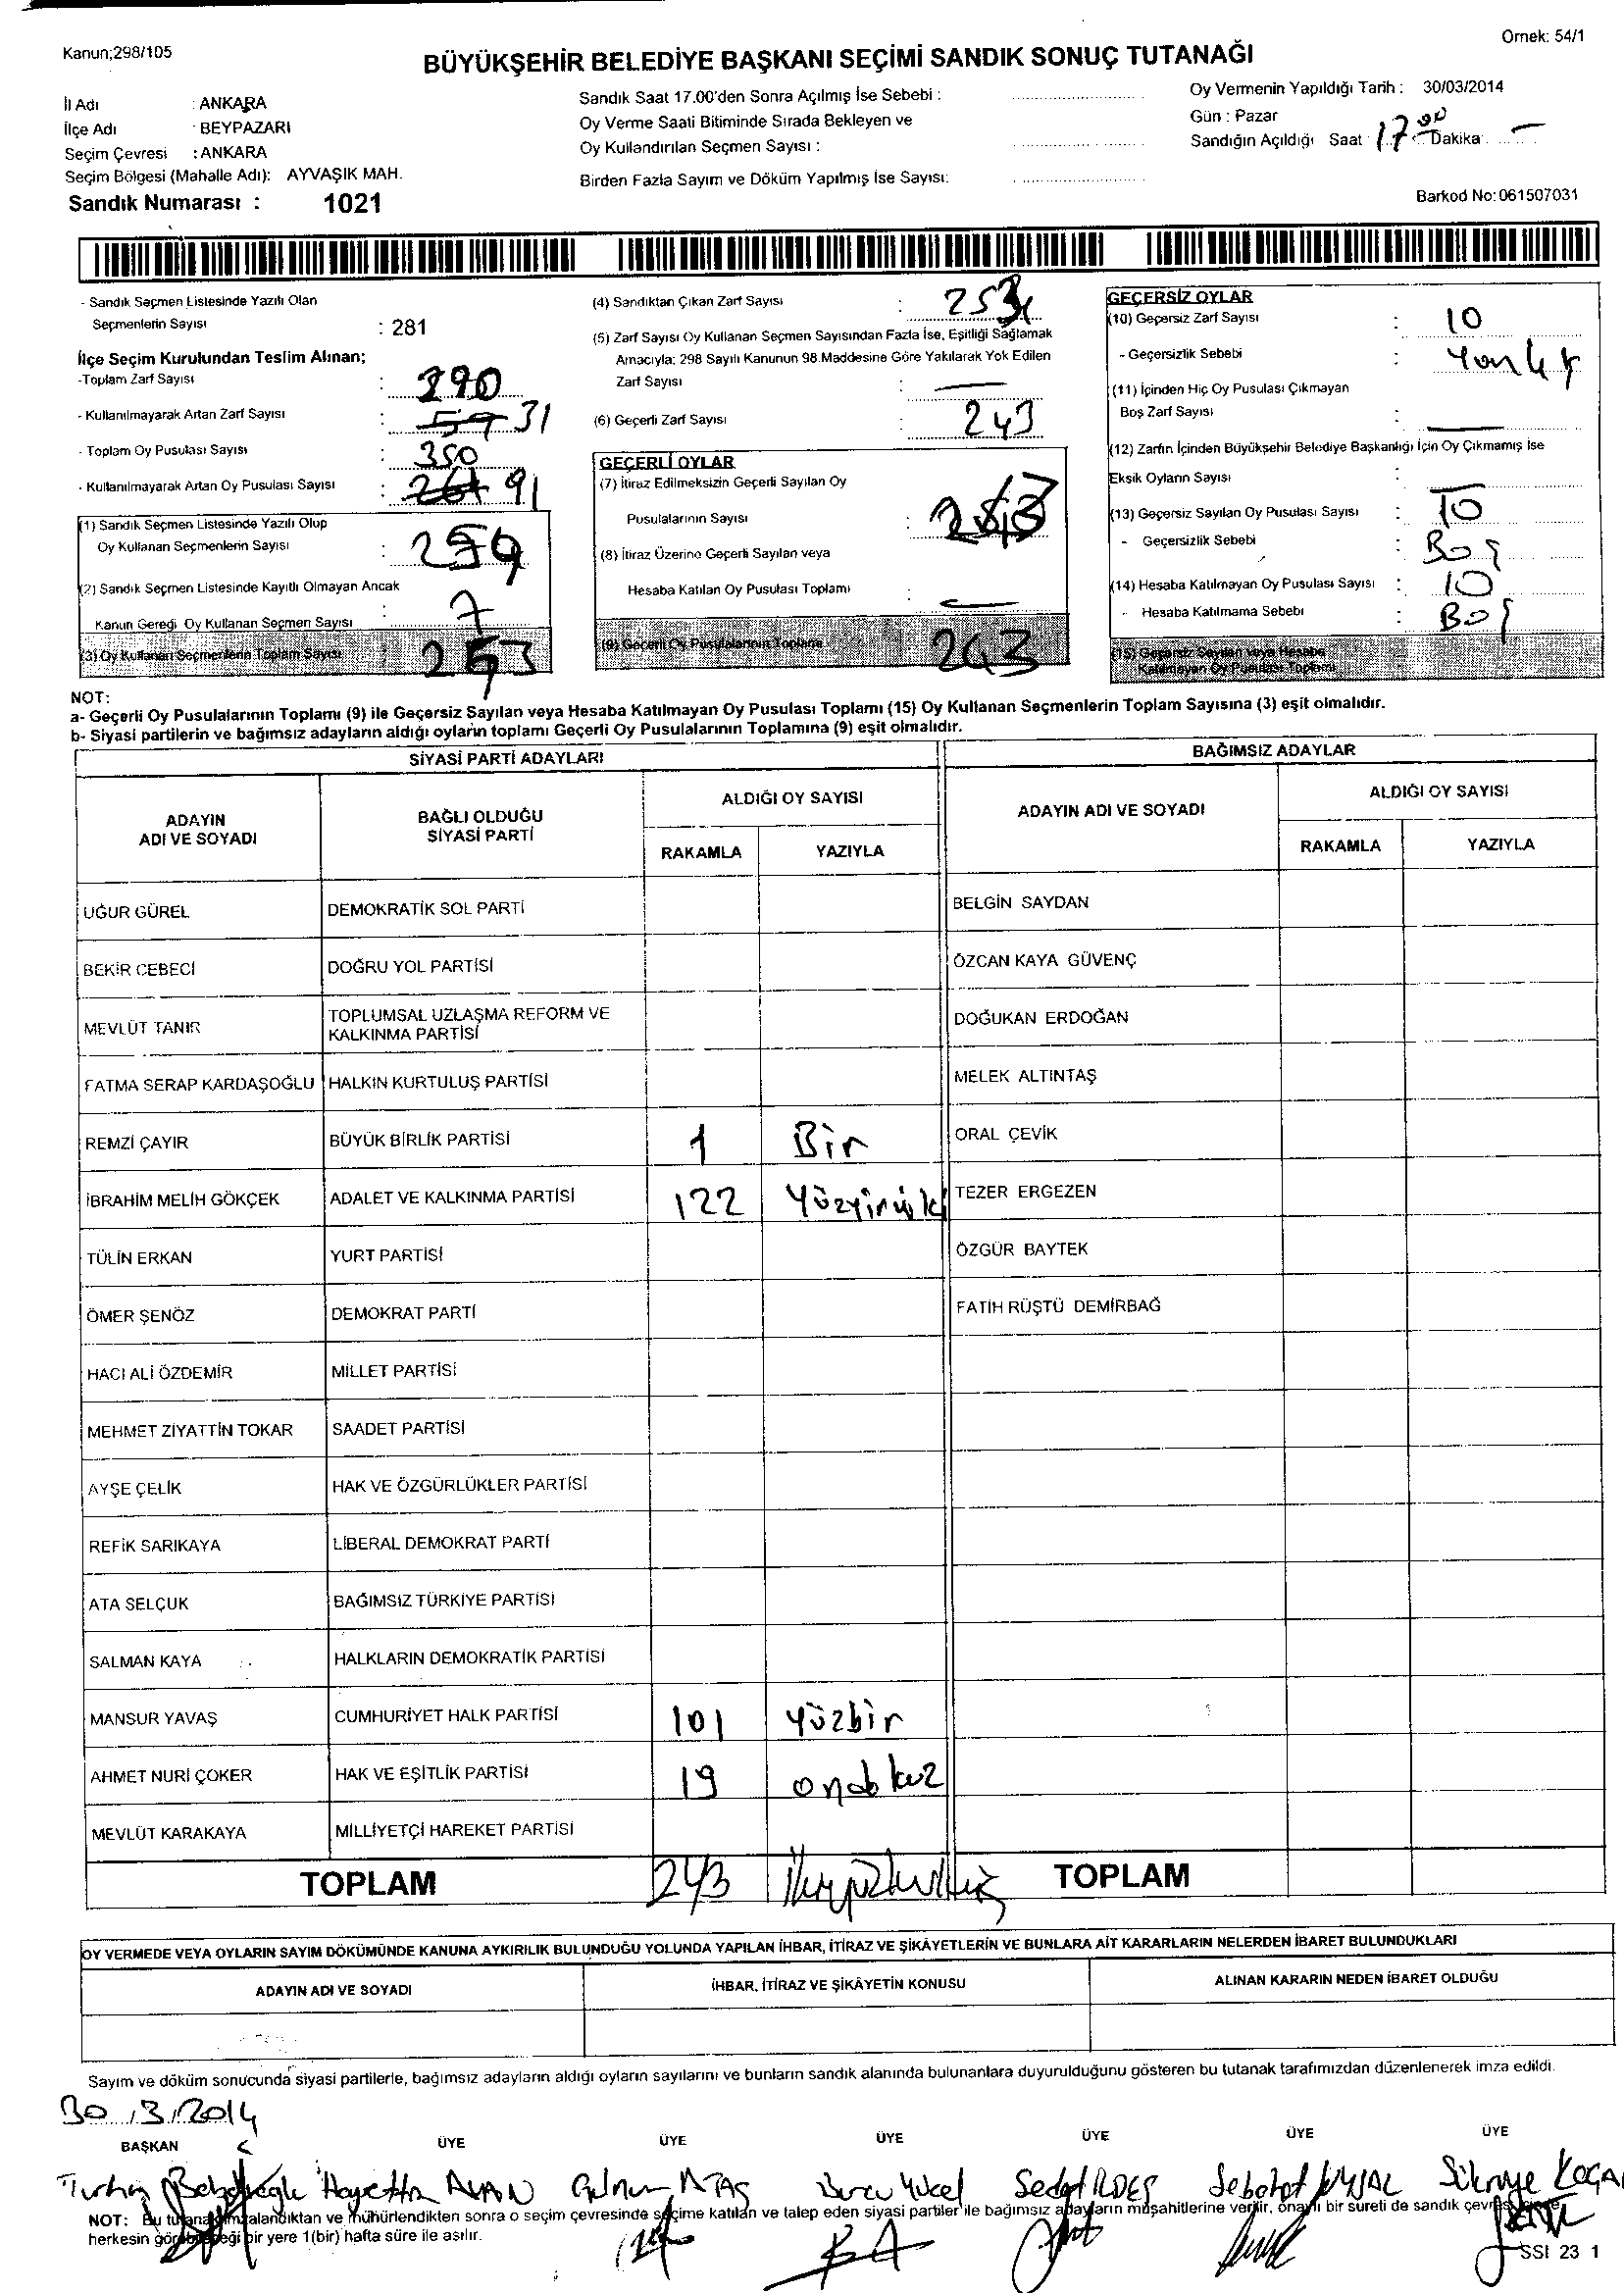 Kanun;298/105
Örnek: 54/1
BÜYÜKŞEHİR BELEDİYE BAŞKANI SEÇİMİ SANDIK SONUÇ TUTANAĞI
İl Adı : ANKARA
İlçe Adı : BEYPAZARI
Seçim Çevresi : ANKARA
Seçim Bölgesi (Mahalle Adı): AYVAŞIK MAH.
Sandık Numarası : 1021
Sandık Saat 17.00'den Sonra Açılmış İse Sebebi :
Oy Verme Saati Bitiminde Sırada Bekleyen ve
Oy Kullandırılan Seçmen Sayısı :
Birden Fazla Sayım ve Döküm Yapılmış İse Sayısı:
Oy Vermenin Yapıldığı Tarih : 30/03/2014
Gün : Pazar
Sandığın Açıldığı Saat 17 00 Dakika —
Barkod No:061507031
- Sandık Seçmen Listesinde Yazılı Olan
Seçmenlerin Sayısı : 281
İlçe Seçim Kurulundan Teslim Alınan;
-Toplam Zarf Sayısı : 290
- Kullanılmayarak Artan Zarf Sayısı : 31
- Toplam Oy Pusulası Sayısı : 350
- Kullanılmayarak Artan Oy Pusulası Sayısı : 91
(1) Sandık Seçmen Listesinde Yazılı Olup
Oy Kullanan Seçmenlerin Sayısı :
(2) Sandık Seçmen Listesinde Kayıtlı Olmayan Ancak
Kanun Gereği Oy Kullanan Seçmen Sayısı : 7
(3) Oy Kullanan Seçmenlerin Toplam Sayısı 253
(4) Sandıktan Çıkan Zarf Sayısı : 253
(5) Zarf Sayısı Oy Kullanan Seçmen Sayısından Fazla İse, Eşitliği Sağlamak
Amacıyla; 298 Sayılı Kanunun 98.Maddesine Göre Yakılarak Yok Edilen
Zarf Sayısı : —
(6) Geçerli Zarf Sayısı : 243
GEÇERLİ OYLAR
(7) İtiraz Edilmeksizin Geçerli Sayılan Oy
Pusulalarının Sayısı : 243
(8) İtiraz Üzerine Geçerli Sayılan veya
Hesaba Katılan Oy Pusulası Toplamı : —
(9) Geçerli Oy Pusulalarının Toplamı 243
GEÇERSİZ OYLAR
(10) Geçersiz Zarf Sayısı : 10
- Geçersizlik Sebebi :
(11) İçinden Hiç Oy Pusulası Çıkmayan
Boş Zarf Sayısı : —
(12) Zarfın İçinden Büyükşehir Belediye Başkanlığı İçin Oy Çıkmamış İse
Eksik Oyların Sayısı : —
(13) Geçersiz Sayılan Oy Pusulası Sayısı : 10
- Geçersizlik Sebebi : Boş
(14) Hesaba Katılmayan Oy Pusulası Sayısı : 10
- Hesaba Katılmama Sebebi : Boş
(15) Geçersiz Sayılan veya Hesaba
Katılmayan Oy Pusulası Toplamı
NOT:
a- Geçerli Oy Pusulalarının Toplamı (9) ile Geçersiz Sayılan veya Hesaba Katılmayan Oy Pusulası Toplamı (15) Oy Kullanan Seçmenlerin Toplam Sayısına (3) eşit olmalıdır.
b- Siyasi partilerin ve bağımsız adayların aldığı oyların toplamı Geçerli Oy Pusulalarının Toplamına (9) eşit olmalıdır.
SİYASİ PARTİ ADAYLARI
BAĞIMSIZ ADAYLAR
ADAYIN ADI VE SOYADI
BAĞLI OLDUĞU SİYASİ PARTİ
ALDIĞI OY SAYISI
RAKAMLA YAZIYLA
ADAYIN ADI VE SOYADI
ALDIĞI OY SAYISI
RAKAMLA YAZIYLA
UĞUR GÜREL DEMOKRATİK SOL PARTİ BELGİN SAYDAN
BEKİR CEBECİ DOĞRU YOL PARTİSİ ÖZCAN KAYA GÜVENÇ
MEVLÜT TANIR TOPLUMSAL UZLAŞMA REFORM VE KALKINMA PARTİSİ DOĞUKAN ERDOĞAN
FATMA SERAP KARDAŞOĞLU HALKIN KURTULUŞ PARTİSİ MELEK ALTINTAŞ
REMZİ ÇAYIR BÜYÜK BİRLİK PARTİSİ 1 Bir ORAL ÇEVİK
İBRAHİM MELİH GÖKÇEK ADALET VE KALKINMA PARTİSİ 122 TEZER ERGEZEN
TÜLİN ERKAN YURT PARTİSİ ÖZGÜR BAYTEK
ÖMER ŞENÖZ DEMOKRAT PARTİ FATİH RÜŞTÜ DEMİRBAĞ
HACI ALİ ÖZDEMİR MİLLET PARTİSİ
MEHMET ZİYATTİN TOKAR SAADET PARTİSİ
AYŞE ÇELİK HAK VE ÖZGÜRLÜKLER PARTİSİ
REFİK SARIKAYA LİBERAL DEMOKRAT PARTİ
ATA SELÇUK BAĞIMSIZ TÜRKİYE PARTİSİ
SALMAN KAYA HALKLARIN DEMOKRATİK PARTİSİ
MANSUR YAVAŞ CUMHURİYET HALK PARTİSİ 101 Yüzbir
AHMET NURİ ÇOKER HAK VE EŞİTLİK PARTİSİ 19 ondokuz
MEVLÜT KARAKAYA MİLLİYETÇİ HAREKET PARTİSİ
TOPLAM 243 TOPLAM
OY VERMEDE VEYA OYLARIN SAYIM DÖKÜMÜNDE KANUNA AYKIRILIK BULUNDUĞU YOLUNDA YAPILAN İHBAR, İTİRAZ VE ŞİKÂYETLERİN VE BUNLARA AİT KARARLARIN NELERDEN İBARET BULUNDUKLARI
ADAYIN ADI VE SOYADI İHBAR, İTİRAZ VE ŞİKÂYETİN KONUSU ALINAN KARARIN NEDEN İBARET OLDUĞU
Sayım ve döküm sonucunda siyasi partilerle, bağımsız adayların aldığı oyların sayılarını ve bunların sandık alanında bulunanlara duyurulduğunu gösteren bu tutanak tarafımızdan düzenlenerek imza edildi.
30.3.2014
BAŞKAN ÜYE ÜYE ÜYE ÜYE ÜYE ÜYE
Burcu Yücel
NOT: Bu tutanak imzalandıktan ve mühürlendikten sonra o seçim çevresinde seçime katılan ve talep eden siyasi partiler ile bağımsız adayların müşahitlerine verilir, onaylı bir sureti de sandık çevresinde
herkesin görebileceği bir yere 1(bir) hafta süre ile asılır.
SSI 23 1